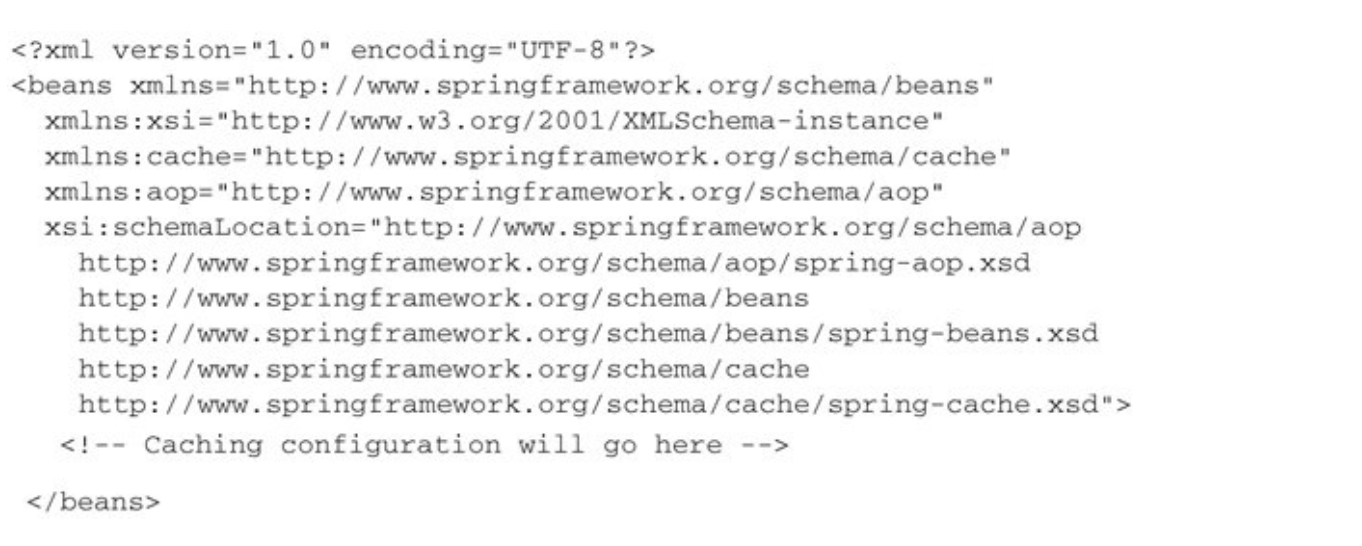 <?xml version="1.0" encoding="UTF-8"?>
<beans xmlns="http://www.springframework.org/schema/beans"
  xmlns:xsi="http://www.w3.org/2001/XMLSchema-instance"
  xmlns:cache="http://www.springframework.org/schema/cache"
  xmlns:aop="http://www.springframework.org/schema/aop"
  xsi:schemaLocation="http://www.springframework.org/schema/aop
    http://www.springframework.org/schema/aop/spring-aop.xsd
    http://www.springframework.org/schema/beans
    http://www.springframework.org/schema/beans/spring-beans.xsd
    http://www.springframework.org/schema/cache
    http://www.springframework.org/schema/cache/spring-cache.xsd">
   <!-- Caching configuration will go here -->
 </beans>